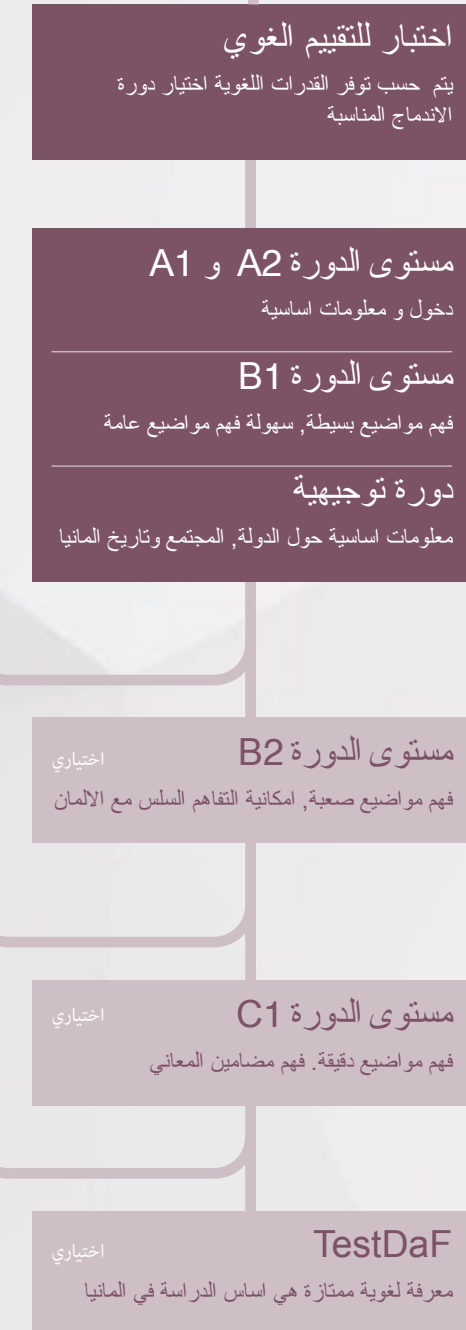 اختبار للتقييم الغوي
يتم حسب توفر القدرات اللغوية اختيار دورة
الاندماج المناسبة
مستوى الدورة A2 و A1
دخول و معلومات اساسية
مستوى الدورة B1
فهم مواضيع بسيطة, سهولة فهم مواضيع عامة
دورة توجيهية
معلومات اساسية حول الدولة, المجتمع وتاريخ المانيا
مستوى الدورة B2 اختياري
فهم مواضيع صعبة, امكانية التفاهم السلس مع الالمان
مستوى الدورة C1 اختياري
فهم مواضيع دقيقة. فهم مضامين المعاني
TestDaF اختياري
معرفة لغوية ممتازة هي اساس الدراسة في المانيا